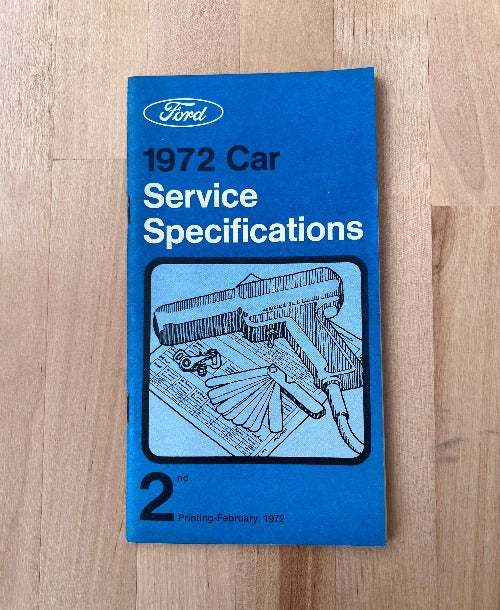 Ford
1972 Car
Service
Specifications
2nd
Printing-February, 1972